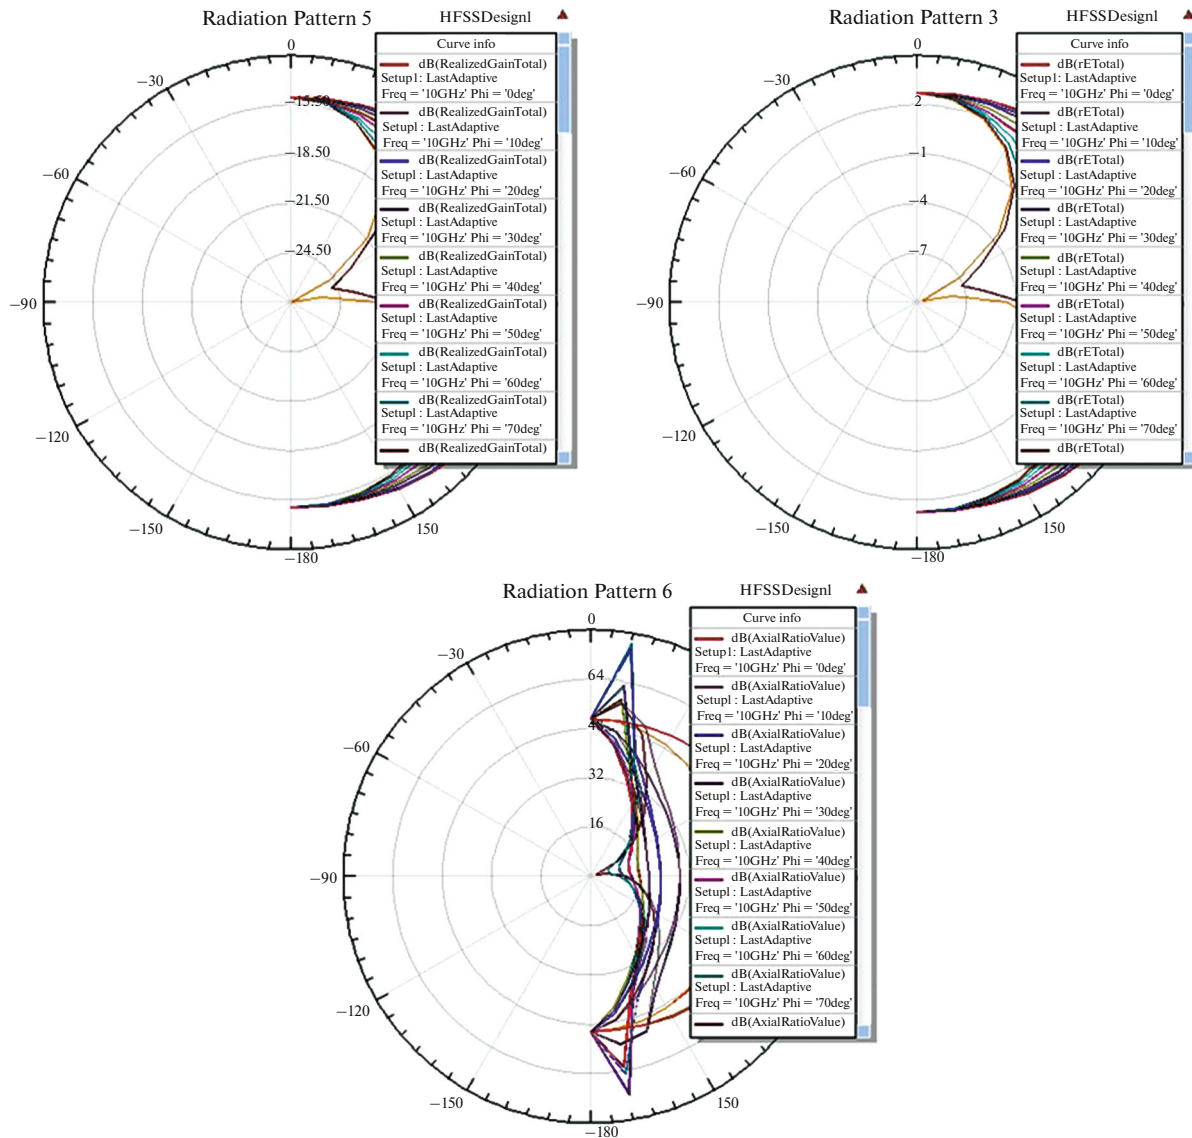 Radiation Pattern 5
HFSSDesignl
0
−30
−60
−90
−120
−150
−180
150
−15.50
−18.50
−21.50
−24.50
Curve info
dB(RealizedGainTotal)
Setup1: LastAdaptive
Freq = '10GHz' Phi = '0deg'
dB(RealizedGainTotal)
Setupl : LastAdaptive
Freq = '10GHz' Phi = '10deg'
dB(RealizedGainTotal)
Setupl : LastAdaptive
Freq = '10GHz' Phi = '20deg'
dB(RealizedGainTotal)
Setupl : LastAdaptive
Freq = '10GHz' Phi = '30deg'
dB(RealizedGainTotal)
Setupl : LastAdaptive
Freq = '10GHz' Phi = '40deg'
dB(RealizedGainTotal)
Setupl : LastAdaptive
Freq = '10GHz' Phi = '50deg'
dB(RealizedGainTotal)
Setupl : LastAdaptive
Freq = '10GHz' Phi = '60deg'
dB(RealizedGainTotal)
Setupl : LastAdaptive
Freq = '10GHz' Phi = '70deg'
dB(RealizedGainTotal)
Radiation Pattern 3
HFSSDesignl
0
−30
−60
−90
−120
−150
−180
150
2
−1
−4
−7
Curve info
dB(rETotal)
Setup1: LastAdaptive
Freq = '10GHz' Phi = '0deg'
dB(rETotal)
Setupl : LastAdaptive
Freq = '10GHz' Phi = '10deg'
dB(rETotal)
Setupl : LastAdaptive
Freq = '10GHz' Phi = '20deg'
dB(rETotal)
Setupl : LastAdaptive
Freq = '10GHz' Phi = '30deg'
dB(rETotal)
Setupl : LastAdaptive
Freq = '10GHz' Phi = '40deg'
dB(rETotal)
Setupl : LastAdaptive
Freq = '10GHz' Phi = '50deg'
dB(rETotal)
Setupl : LastAdaptive
Freq = '10GHz' Phi = '60deg'
dB(rETotal)
Setupl : LastAdaptive
Freq = '10GHz' Phi = '70deg'
dB(rETotal)
Radiation Pattern 6
HFSSDesignl
0
−30
−60
−90
−120
−150
−180
150
64
32
16
Curve info
dB(AxialRatioValue)
Setup1: LastAdaptive
Freq = '10GHz' Phi = '0deg'
dB(AxialRatioValue)
Setupl : LastAdaptive
Freq = '10GHz' Phi = '10deg'
dB(AxialRatioValue)
Setupl : LastAdaptive
Freq = '10GHz' Phi = '20deg'
dB(AxialRatioValue)
Setupl : LastAdaptive
Freq = '10GHz' Phi = '30deg'
dB(AxialRatioValue)
Setupl : LastAdaptive
Freq = '10GHz' Phi = '40deg'
dB(AxialRatioValue)
Setupl : LastAdaptive
Freq = '10GHz' Phi = '50deg'
dB(AxialRatioValue)
Setupl : LastAdaptive
Freq = '10GHz' Phi = '60deg'
dB(AxialRatioValue)
Setupl : LastAdaptive
Freq = '10GHz' Phi = '70deg'
dB(AxialRatioValue)